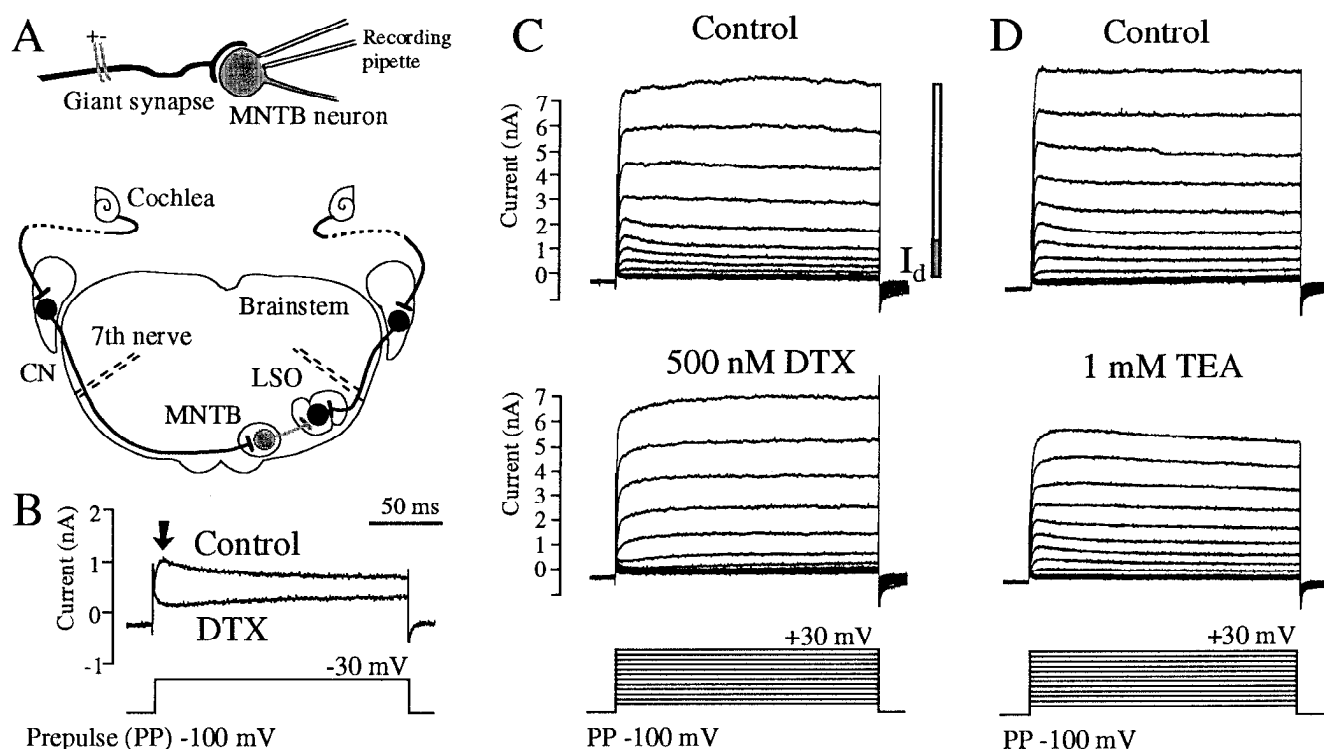 A
+-
Recording
pipette
Giant synapse
MNTB neuron
Cochlea
Brainstem
7th nerve
CN
LSO
MNTB
B
50 ms
2
1
0
-1
Current (nA)
Control
DTX
-30 mV
Prepulse (PP) -100 mV
C
Control
7
6
5
4
3
2
1
0
Current (nA)
Id
500 nM DTX
7
6
5
4
3
2
1
0
Current (nA)
+30 mV
PP -100 mV
D
Control
1 mM TEA
+30 mV
PP -100 mV